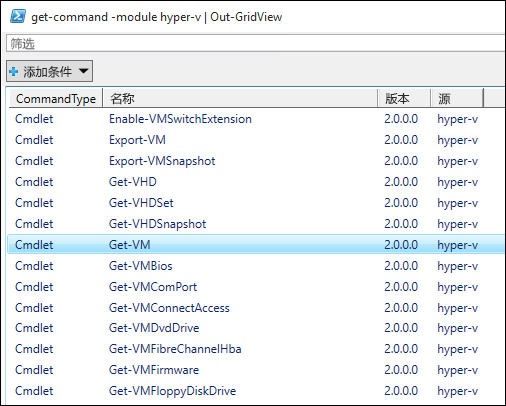 get-command -module hyper-v | Out-GridView
筛选
添加条件
CommandType 名称 版本 源
Cmdlet Enable-VMSwitchExtension 2.0.0.0 hyper-v
Cmdlet Export-VM 2.0.0.0 hyper-v
Cmdlet Export-VMSnapshot 2.0.0.0 hyper-v
Cmdlet Get-VHD 2.0.0.0 hyper-v
Cmdlet Get-VHDSet 2.0.0.0 hyper-v
Cmdlet Get-VHDSnapshot 2.0.0.0 hyper-v
Cmdlet Get-VM 2.0.0.0 hyper-v
Cmdlet Get-VMBios 2.0.0.0 hyper-v
Cmdlet Get-VMComPort 2.0.0.0 hyper-v
Cmdlet Get-VMConnectAccess 2.0.0.0 hyper-v
Cmdlet Get-VMDvdDrive 2.0.0.0 hyper-v
Cmdlet Get-VMFibreChannelHba 2.0.0.0 hyper-v
Cmdlet Get-VMFirmware 2.0.0.0 hyper-v
Cmdlet Get-VMFloppyDiskDrive 2.0.0.0 hyper-v